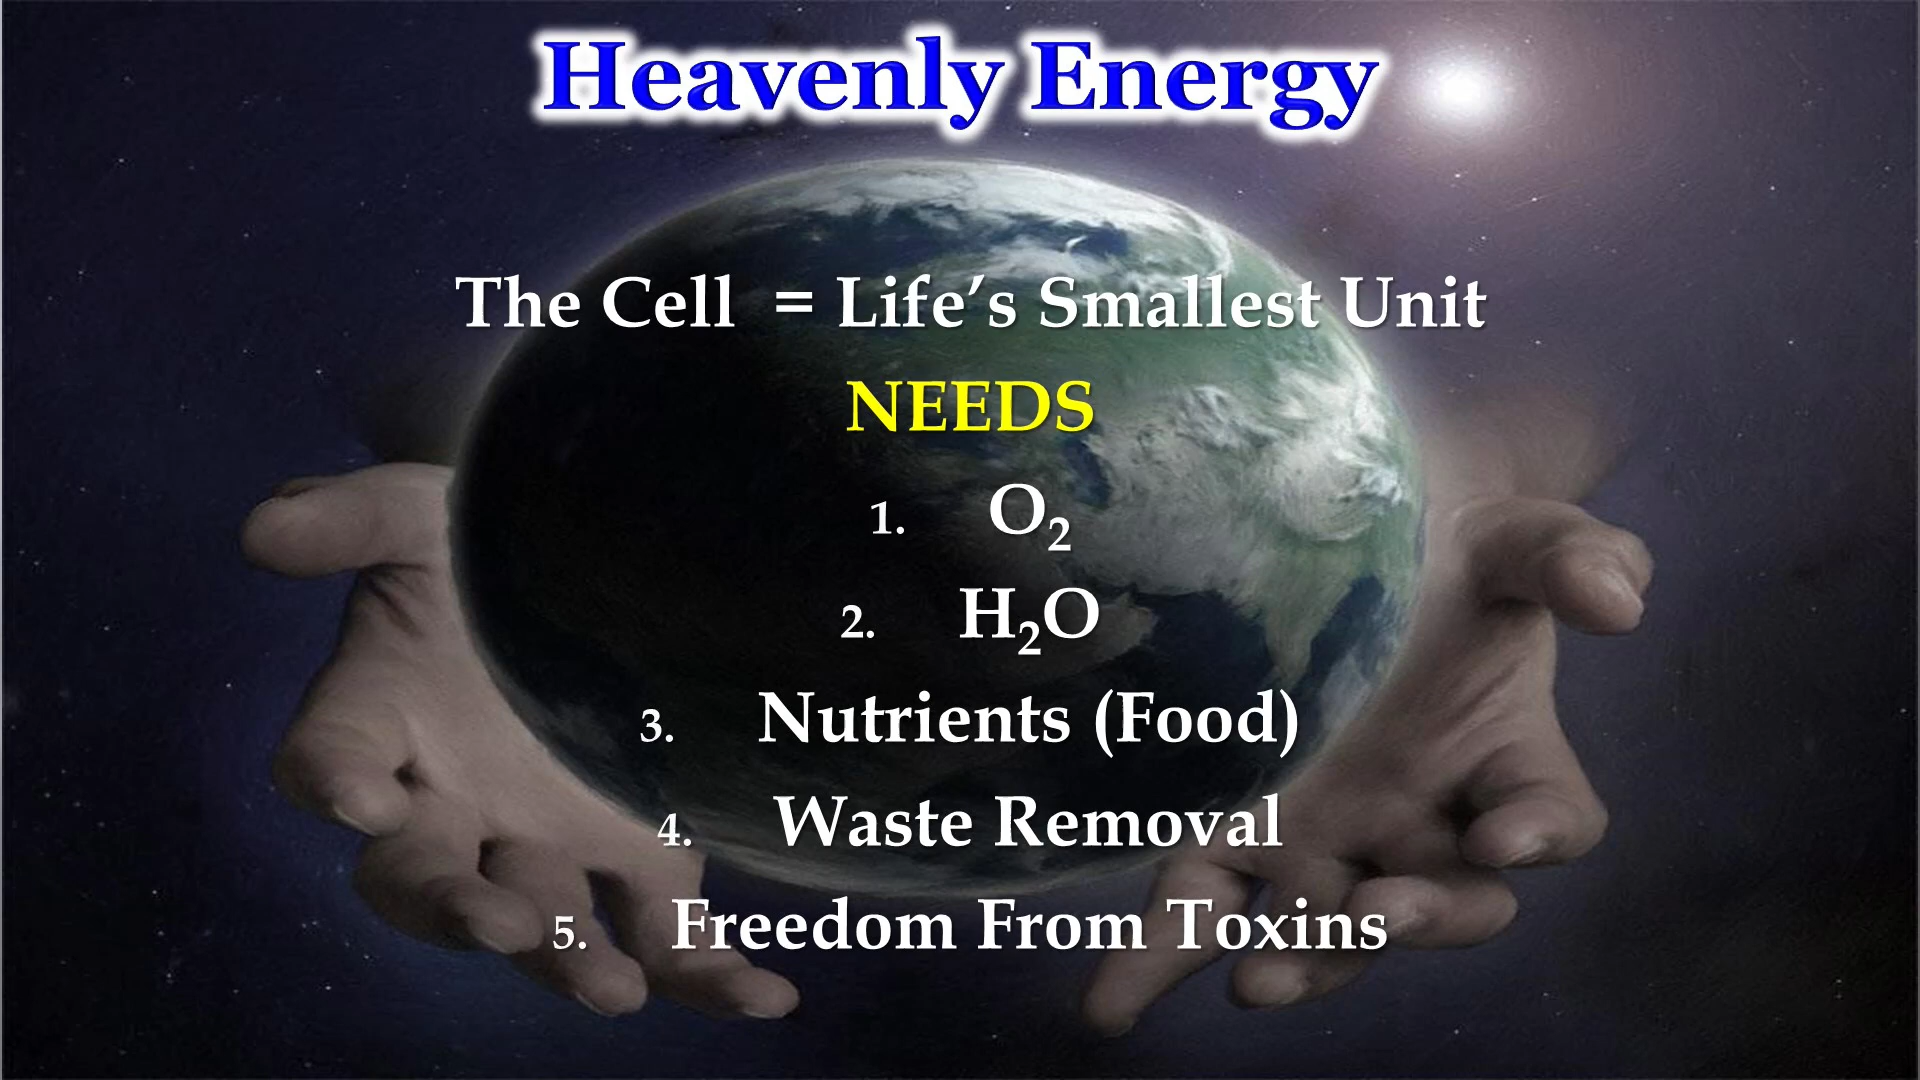 Heavenly Energy
The Cell = Life’s Smallest Unit
NEEDS
1. O₂
2. H₂O
3. Nutrients (Food)
4. Waste Removal
5. Freedom From Toxins